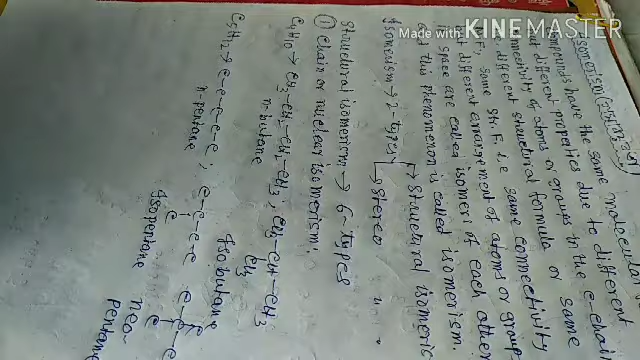 Made with KINEMASTER
Isomerism
compounds have the same molecular
but different properties due to different
connectivity of atoms or groups in the c-chain
i.e. different structural formula or same
M.F., same str. F. i.e same connectivity
but different arrangement of atoms or group
in space are called isomers of each other
and this phenomenon is called isomerism.
Isomerism → 2-types → Structural isomeric
→ Stereo
Structural isomerism → 6-types
① Chain or nuclear isomerism:
C4H10 → CH3-CH2-CH2-CH3; CH3-CH-CH3
CH3
n-butane Isobutane
C5H12 → C-C-C-C-C; C-C-C-C C-C-C
C C C
n-pentane Isopentane neo-
pentane